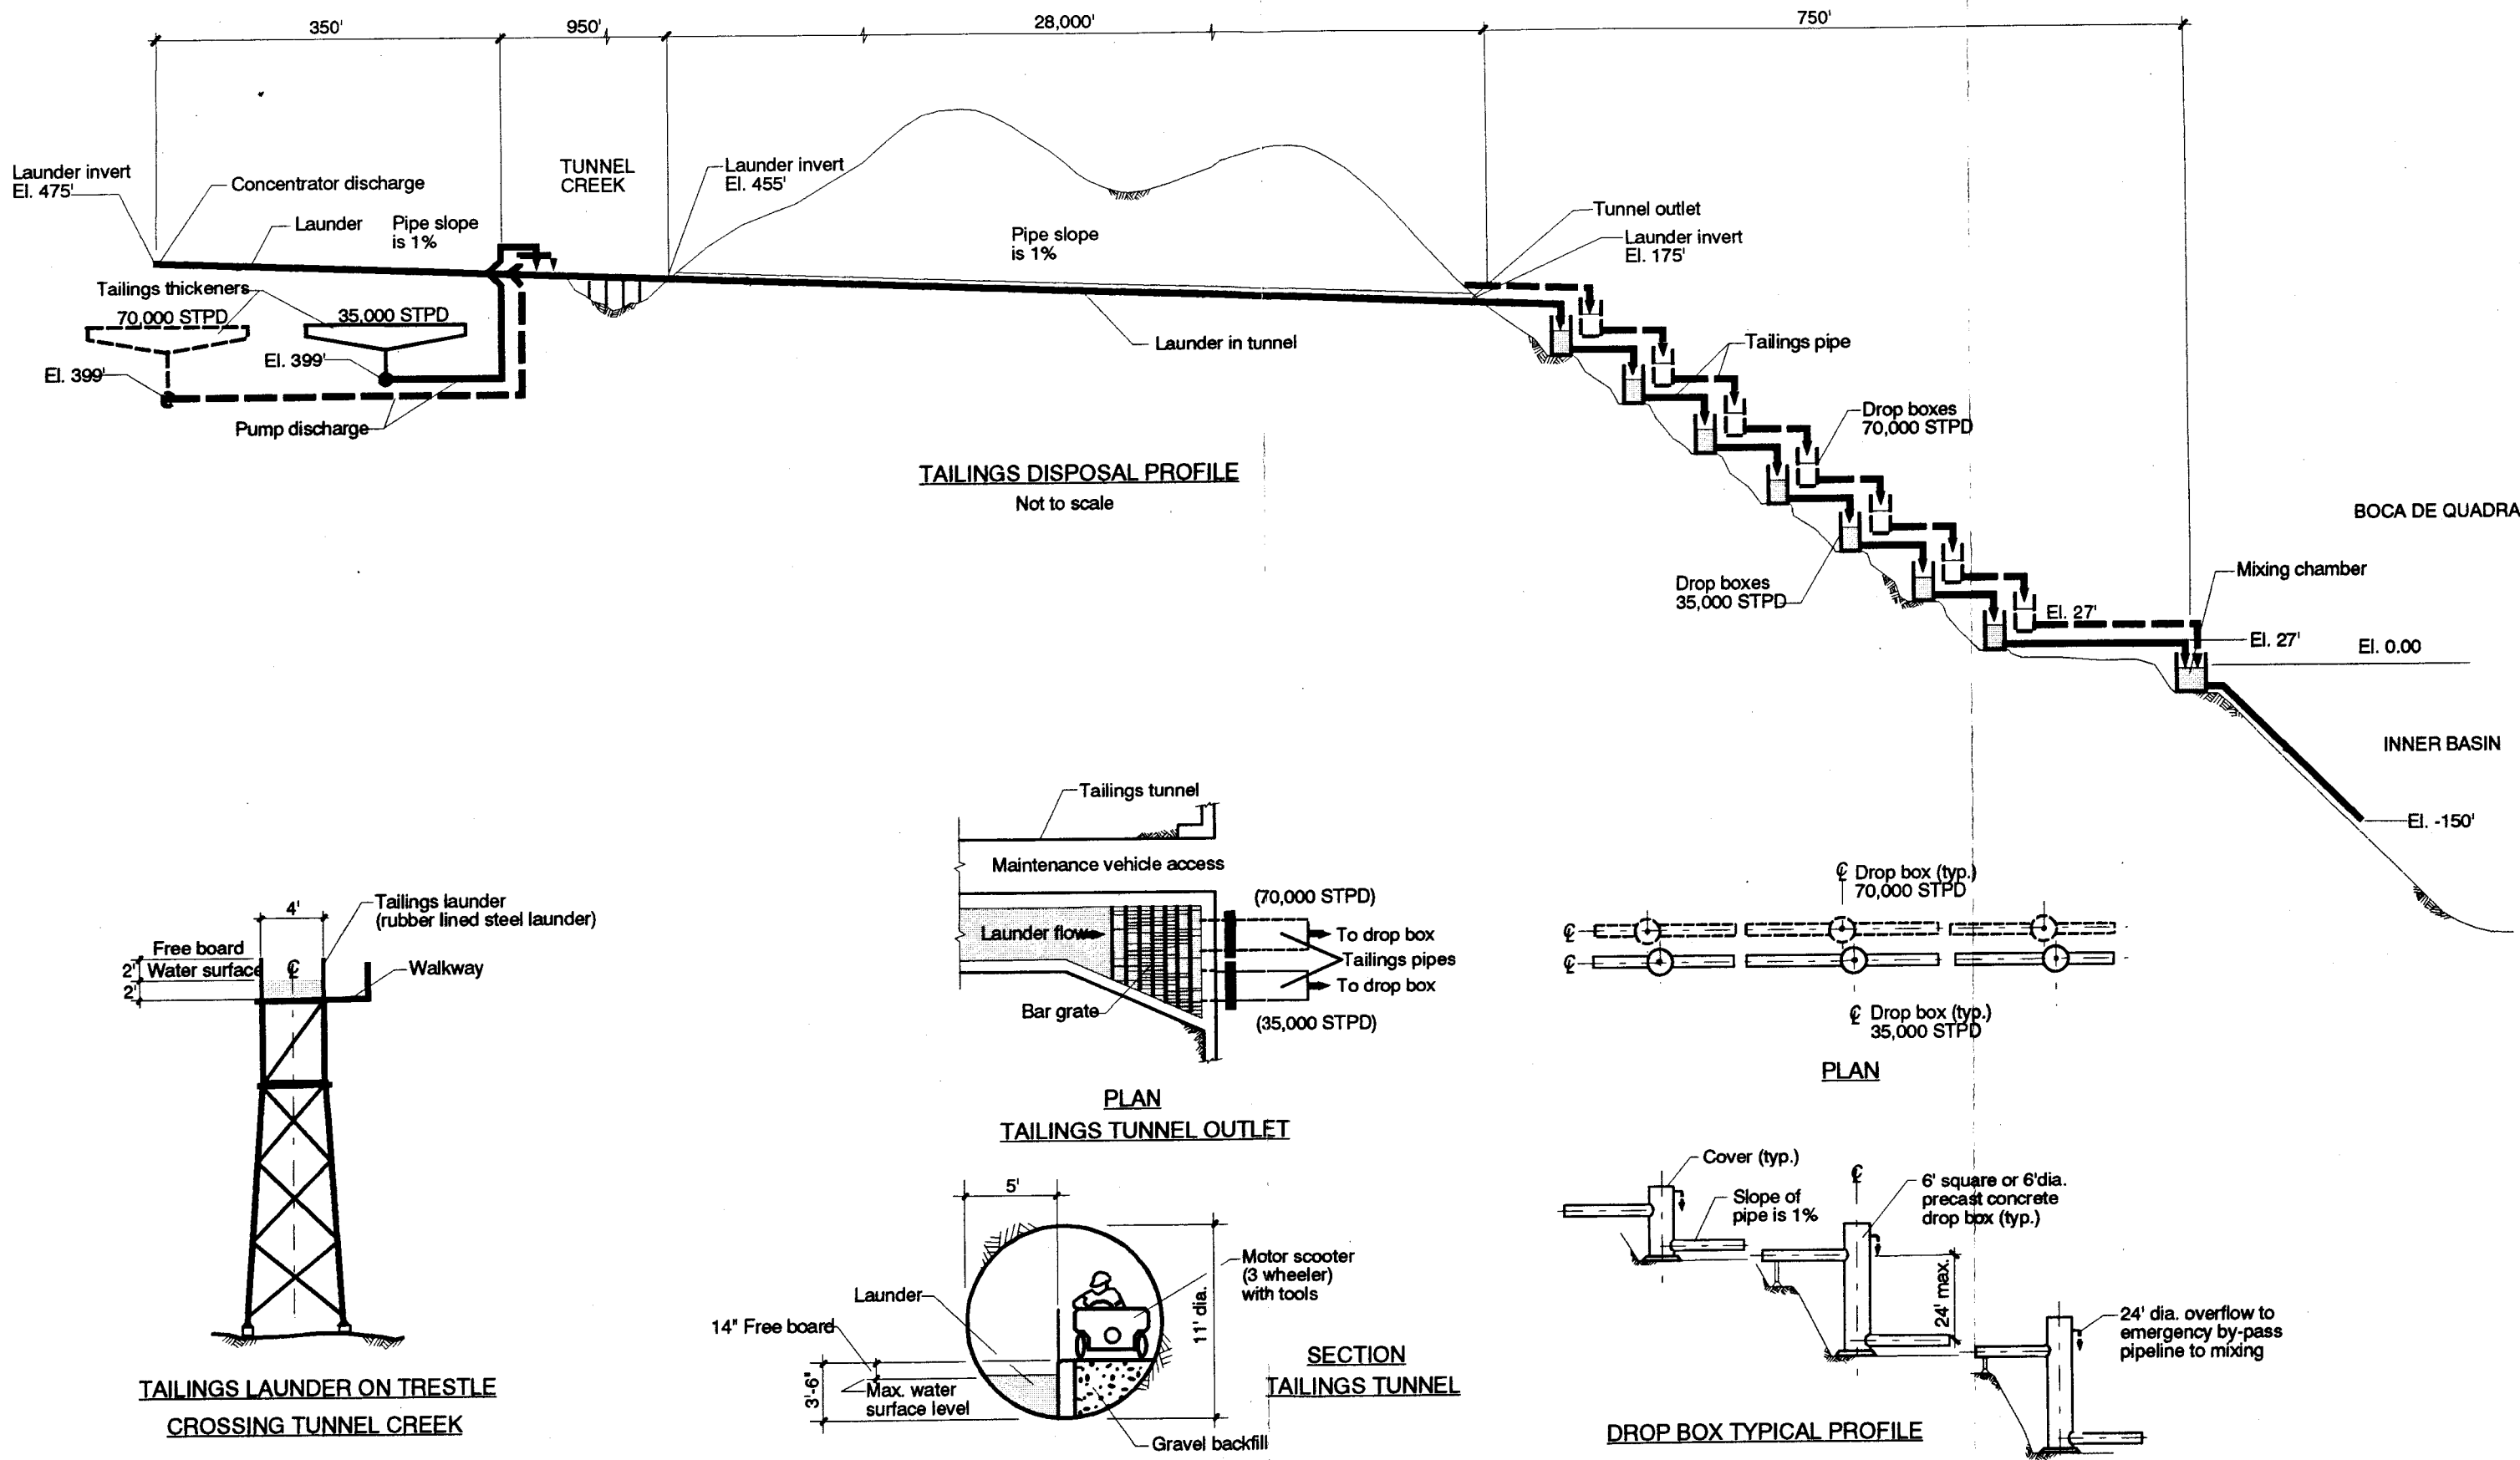 350'
950'
28,000'
750'
Launder invert
El. 475'
Concentrator discharge
Launder
Pipe slope
is 1%
TUNNEL
CREEK
Launder invert
El. 455'
Pipe slope
is 1%
Tunnel outlet
Launder invert
El. 175'
Tailings thickeners
70,000 STPD
35,000 STPD
El. 399'
El. 399'
Pump discharge
Launder in tunnel
Tailings pipe
Drop boxes
70,000 STPD
TAILINGS DISPOSAL PROFILE
Not to scale
BOCA DE QUADRA
Drop boxes
35,000 STPD
Mixing chamber
El. 27'
El. 27'
El. 0.00
INNER BASIN
El. -150'
4'
Tailings launder
(rubber lined steel launder)
Free board
2'
Water surface
℄
Walkway
2'
TAILINGS LAUNDER ON TRESTLE
CROSSING TUNNEL CREEK
Tailings tunnel
Maintenance vehicle access
(70,000 STPD)
Launder flow
To drop box
Tailings pipes
To drop box
Bar grate
(35,000 STPD)
PLAN
TAILINGS TUNNEL OUTLET
℄ Drop box (typ.)
70,000 STPD
℄
℄
℄ Drop box (typ.)
35,000 STPD
PLAN
5'
Launder
14" Free board
3'-6"
Max. water
surface level
Motor scooter
(3 wheeler)
with tools
11' dia.
Gravel backfill
SECTION
TAILINGS TUNNEL
Cover (typ.)
Slope of
pipe is 1%
℄
6' square or 6'dia.
precast concrete
drop box (typ.)
24' max.
24' dia. overflow to
emergency by-pass
pipeline to mixing
DROP BOX TYPICAL PROFILE